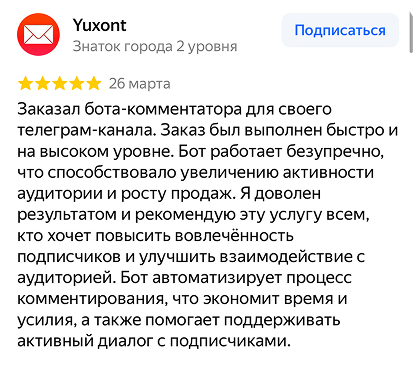 Yuxont
Знаток города 2 уровня
Подписаться
26 марта
Заказал бота-комментатора для своего
телеграм-канала. Заказ был выполнен быстро и
на высоком уровне. Бот работает безупречно,
что способствовало увеличению активности
аудитории и росту продаж. Я доволен
результатом и рекомендую эту услугу всем,
кто хочет повысить вовлечённость
подписчиков и улучшить взаимодействие с
аудиторией. Бот автоматизирует процесс
комментирования, что экономит время и
усилия, а также помогает поддерживать
активный диалог с подписчиками.